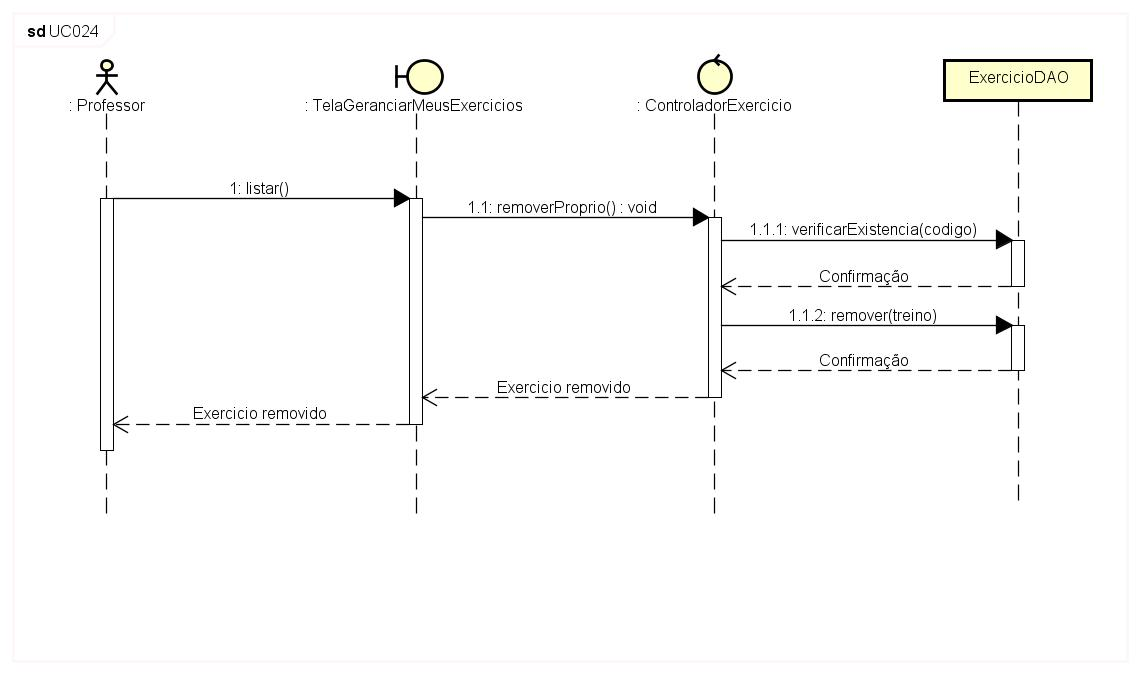 sd UC024
: Professor
: TelaGeranciarMeusExercicios
: ControladorExercicio
ExercicioDAO
1: listar()
1.1: removerProprio() : void
1.1.1: verificarExistencia(codigo)
Confirmação
1.1.2: remover(treino)
Confirmação
Exercicio removido
Exercicio removido